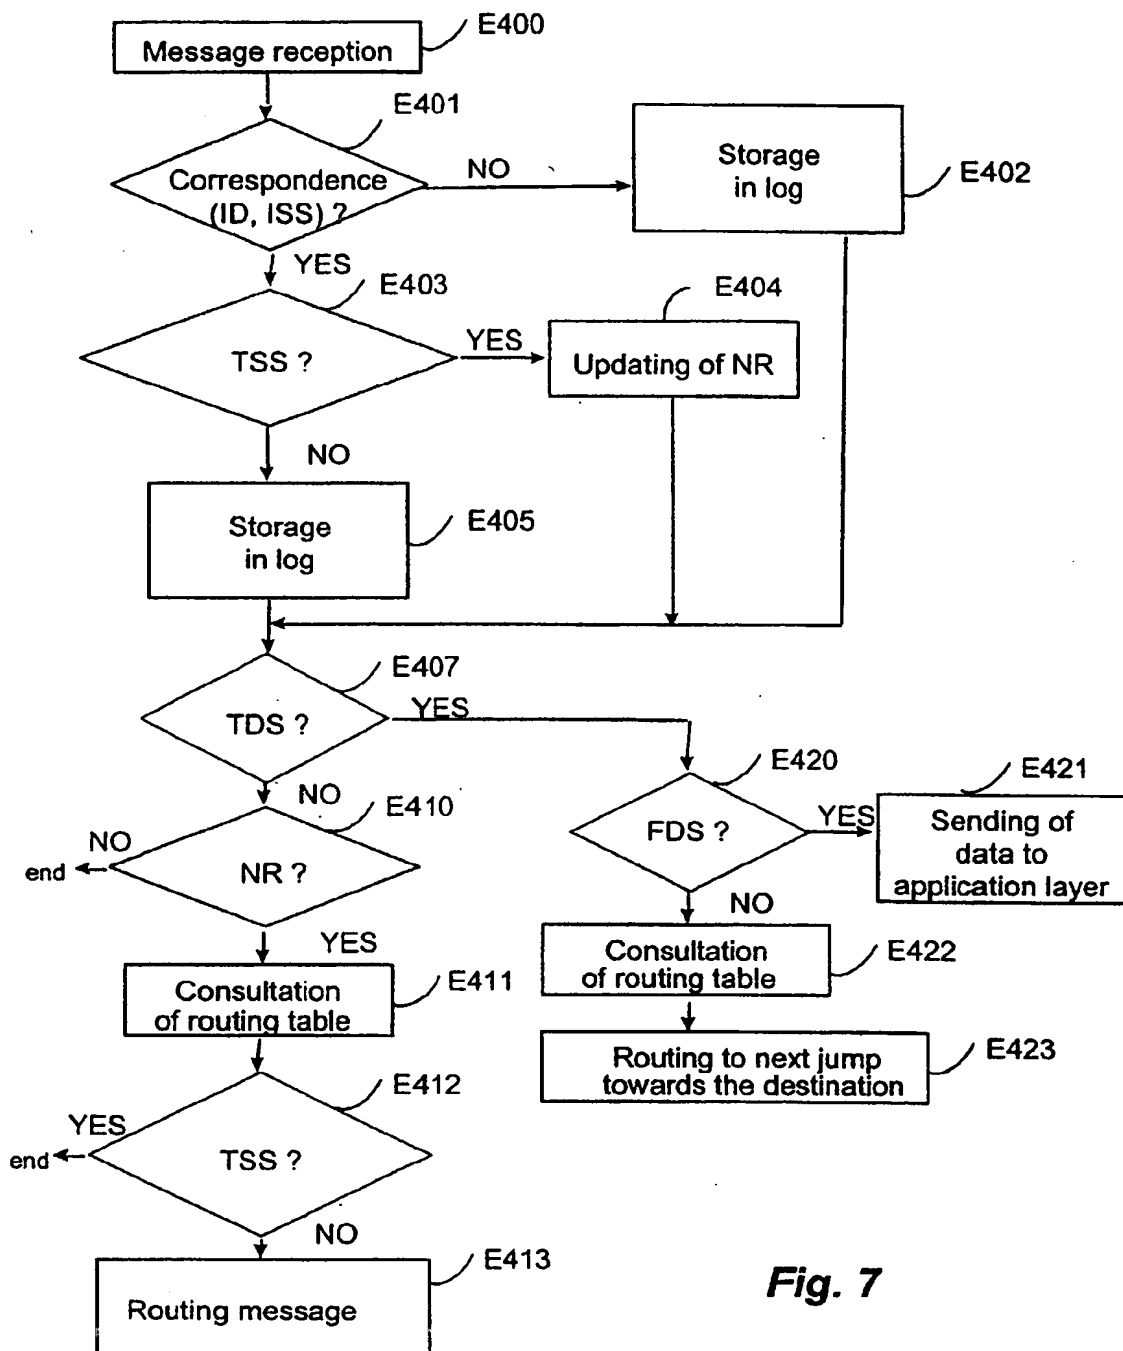 E400
Message reception
E401
Correspondence
(ID, ISS) ?
NO
Storage
in log
E402
YES
E403
TSS ?
YES
E404
Updating of NR
NO
Storage
in log
E405
E407
TDS ?
YES
NO
E410
NR ?
NO
end
E420
FDS ?
YES
E421
Sending of
data to
application layer
NO
YES
Consultation
of routing table
E422
Consultation
of routing table
E411
Routing to next jump
towards the destination
E423
E412
YES
end
TSS ?
NO
E413
Routing message
Fig. 7